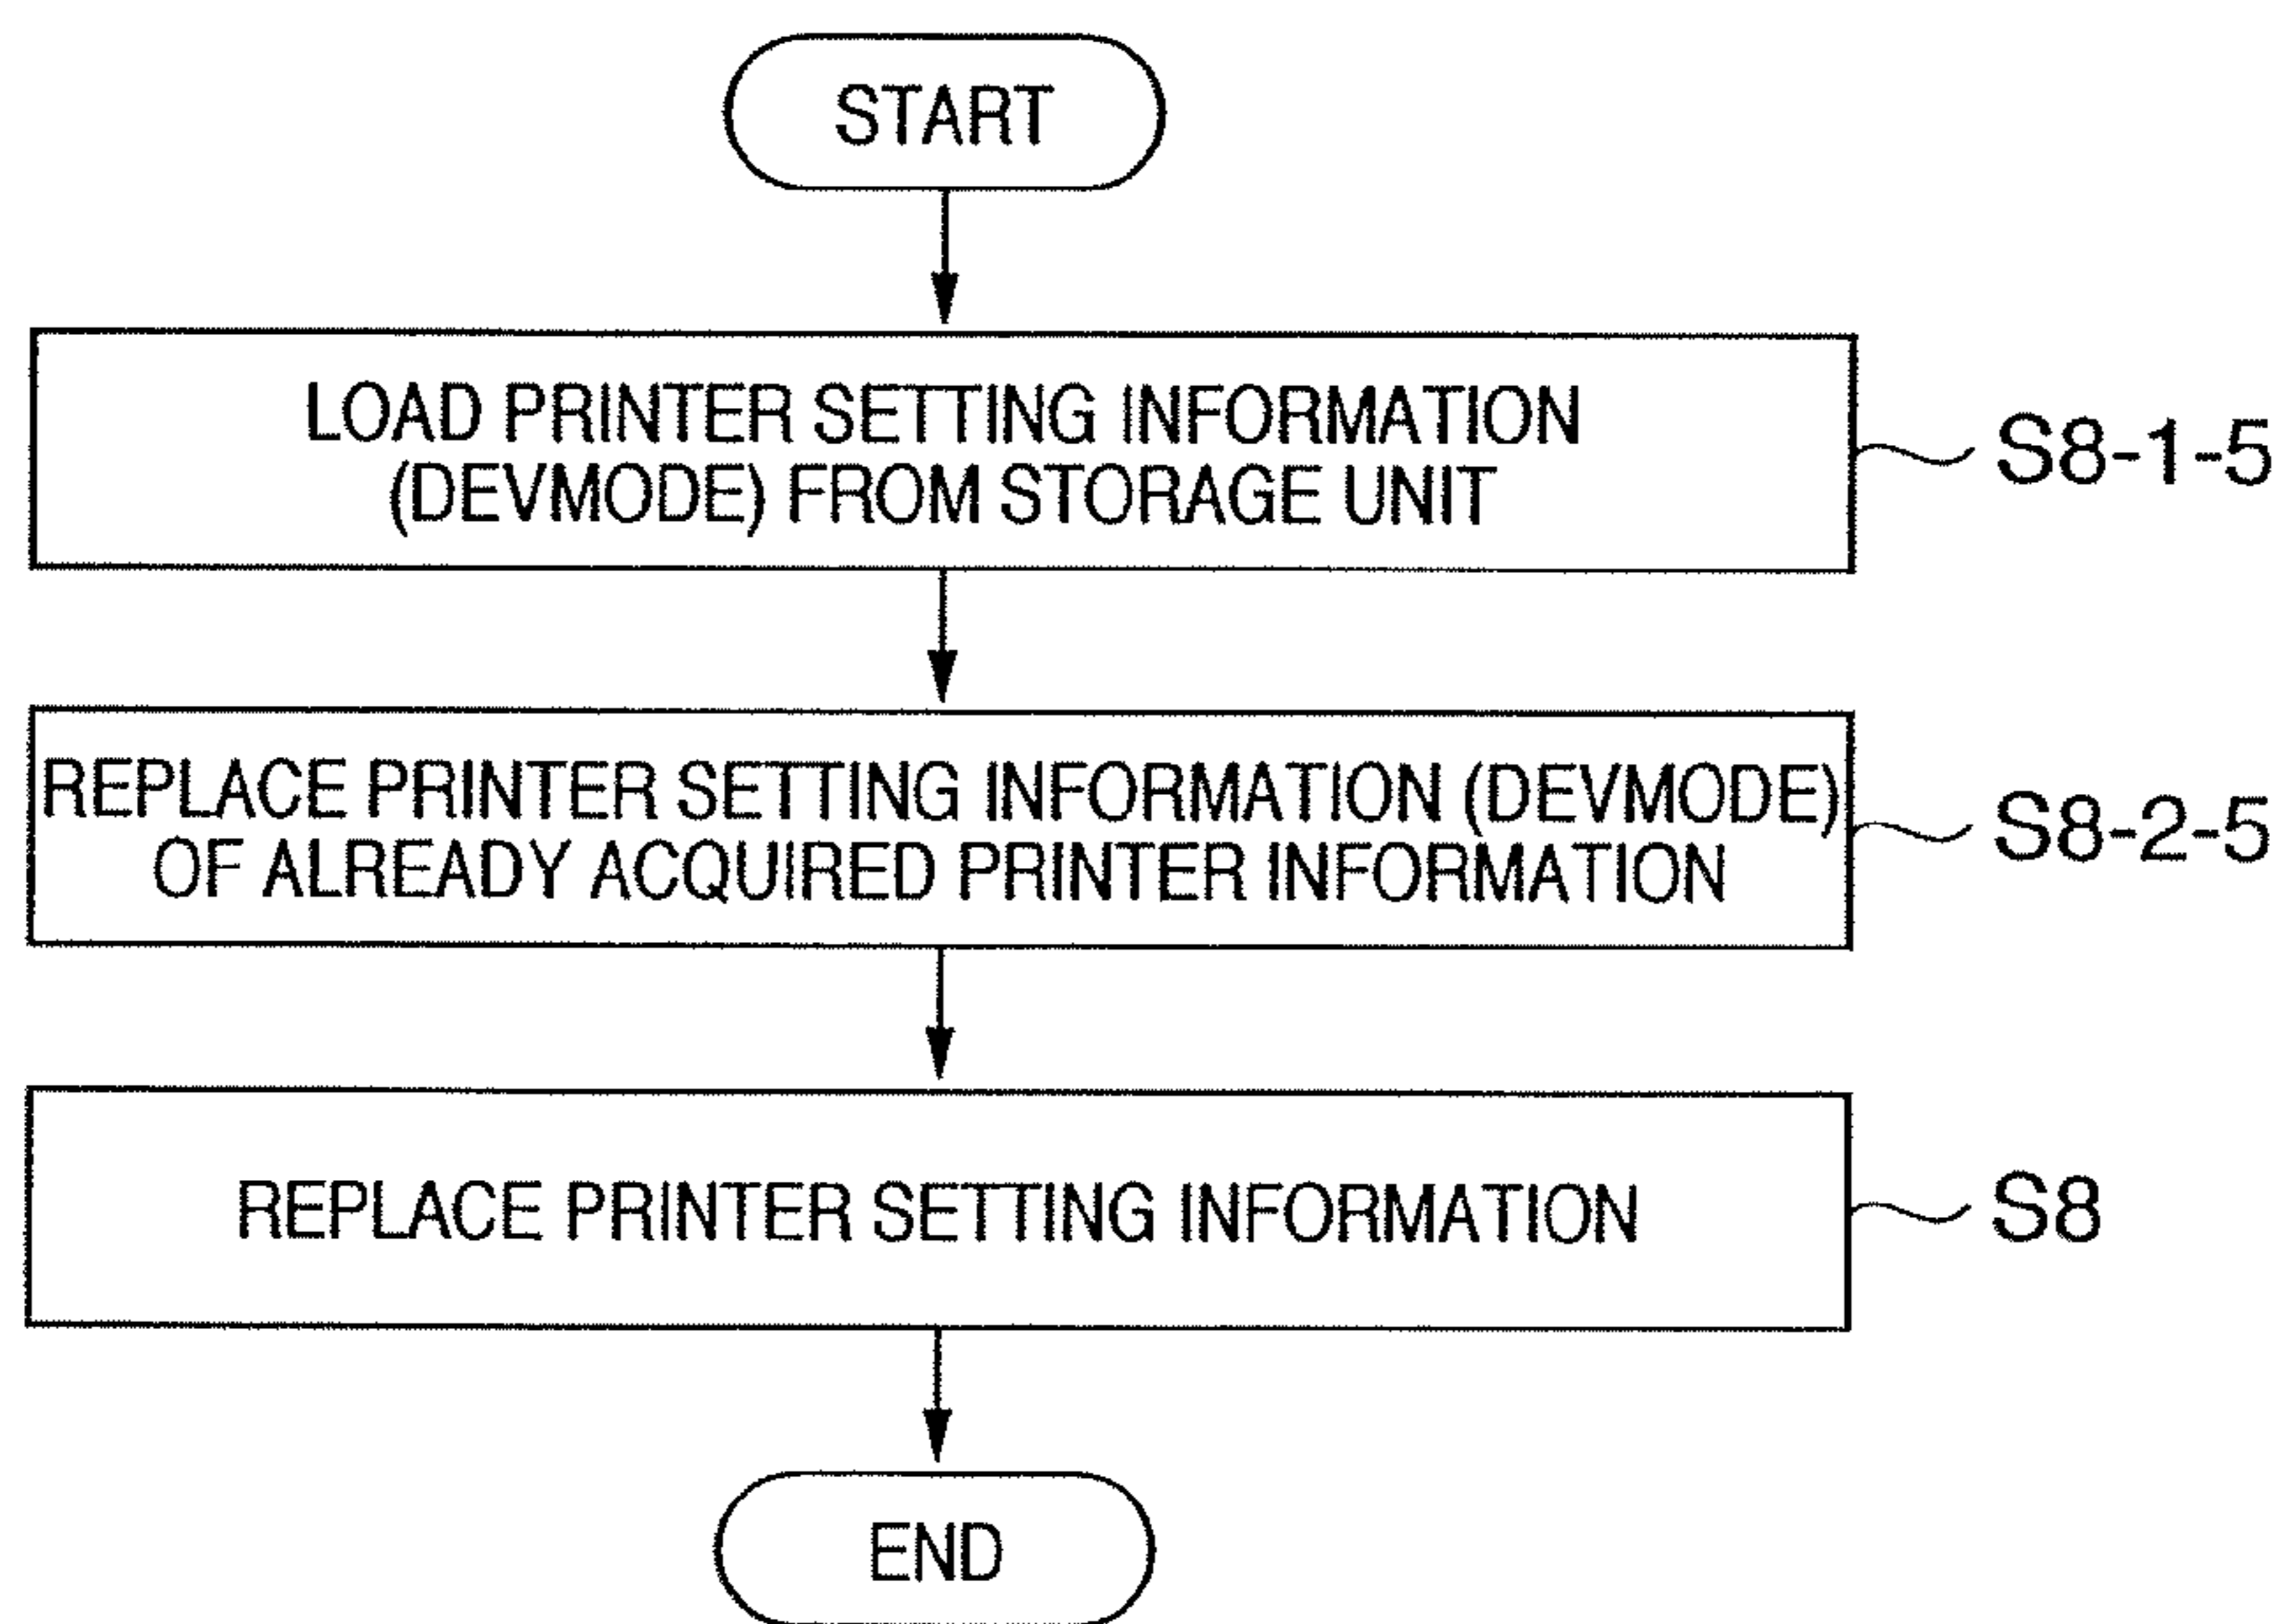 START
LOAD PRINTER SETTING INFORMATION
(DEVMODE) FROM STORAGE UNIT
S8-1-5
REPLACE PRINTER SETTING INFORMATION (DEVMODE)
OF ALREADY ACQUIRED PRINTER INFORMATION
S8-2-5
REPLACE PRINTER SETTING INFORMATION
S8
END